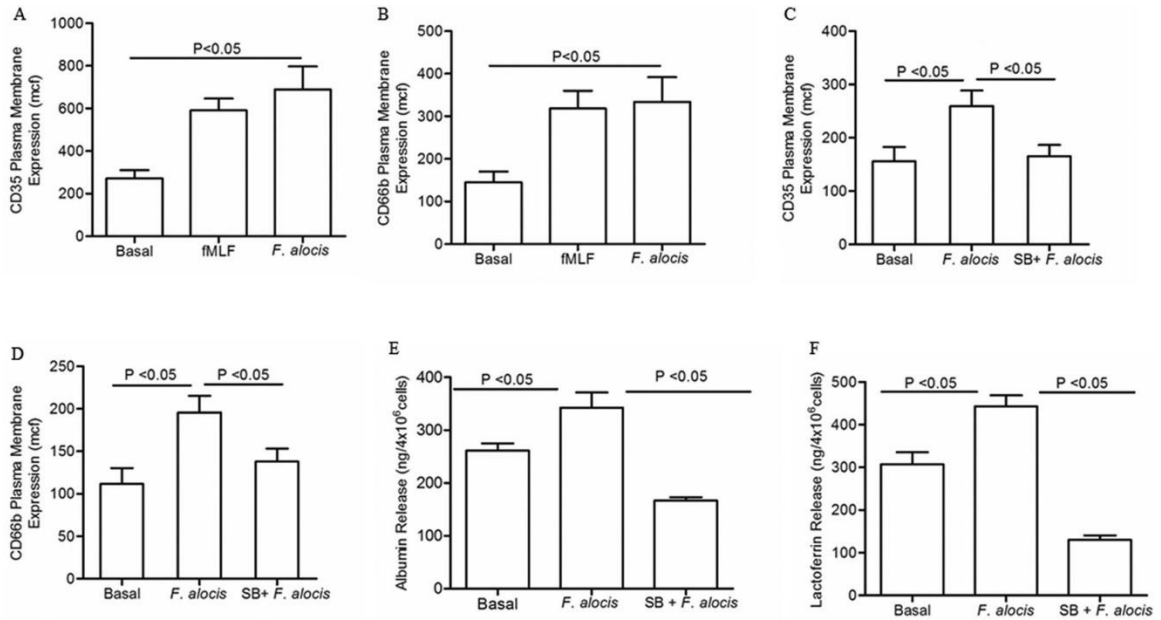 A
CD35 Plasma Membrane
Expression (mcf)
1000
800
600
400
200
0
P<0.05
Basal
fMLF
F. alocis
B
CD66b Plasma Membrane
Expression (mcf)
500
400
300
200
100
0
P<0.05
Basal
fMLF
F. alocis
C
CD35 Plasma Membrane
Expression (mcf)
400
300
200
100
0
P <0.05
P <0.05
Basal
F. alocis
SB+ F. alocis
D
CD66b Plasma Membrane
Expression (mcf)
250
200
150
100
50
0
P <0.05
P <0.05
Basal
F. alocis
SB+ F. alocis
E
Albumin Release (ng/4x10⁶cells)
400
300
200
100
0
P <0.05
P <0.05
Basal
F. alocis
SB + F. alocis
F
Lactoferrin Release (ng/4x10⁶cells)
500
400
300
200
100
0
P <0.05
P <0.05
Basal
F. alocis
SB + F. alocis